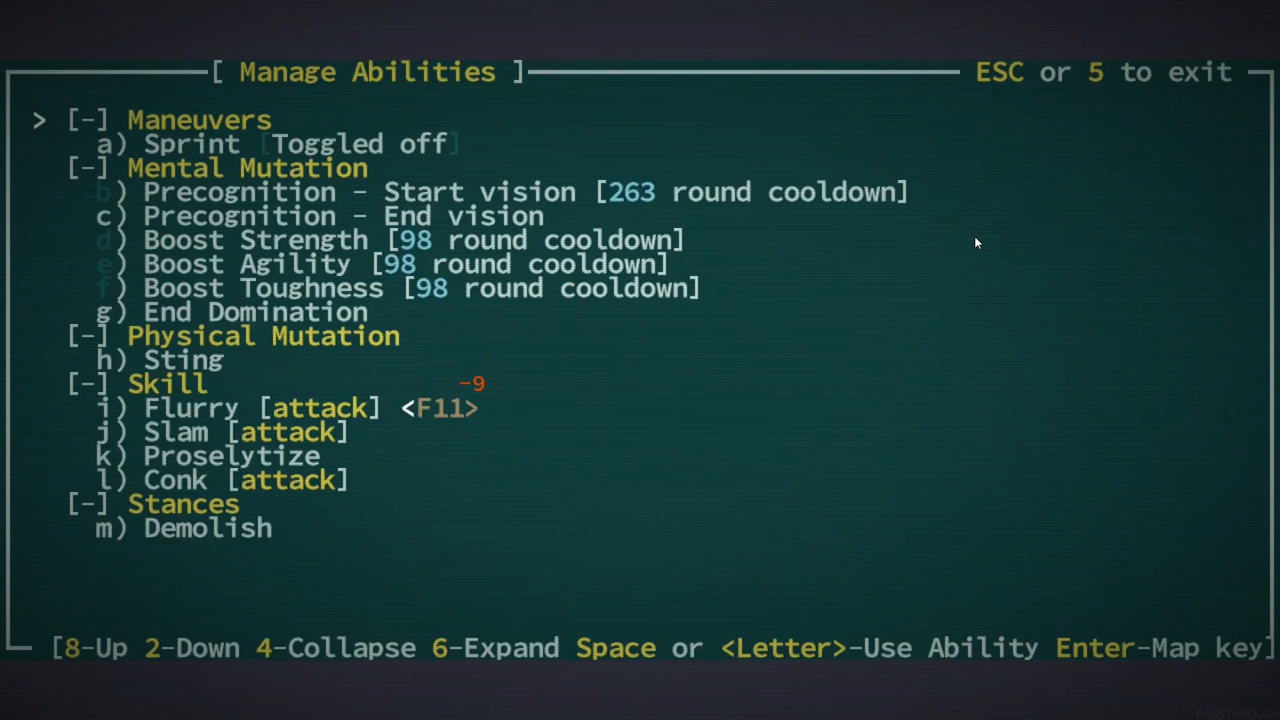 [ Manage Abilities ] ESC or 5 to exit
> [-] Maneuvers
a) Sprint [Toggled off]
[-] Mental Mutation
b) Precognition - Start vision [263 round cooldown]
c) Precognition - End vision
d) Boost Strength [98 round cooldown]
e) Boost Agility [98 round cooldown]
f) Boost Toughness [98 round cooldown]
g) End Domination
[-] Physical Mutation
h) Sting
[-] Skill -9
i) Flurry [attack] <F11>
j) Slam [attack]
k) Proselytize
l) Conk [attack]
[-] Stances
m) Demolish
[8-Up 2-Down 4-Collapse 6-Expand Space or <Letter>-Use Ability Enter-Map key]